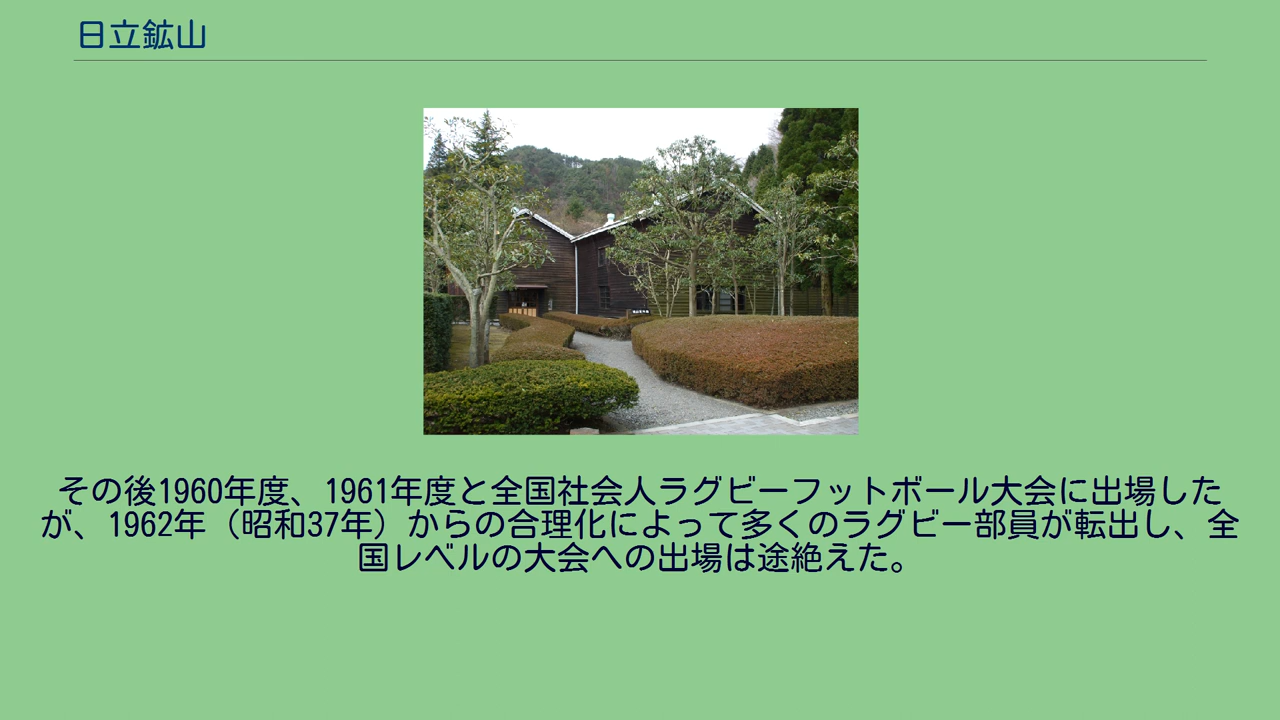 日立鉱山
その後1960年度、1961年度と全国社会人ラグビーフットボール大会に出場した
が、1962年（昭和37年）からの合理化によって多くのラグビー部員が転出し、全
国レベルの大会への出場は途絶えた。